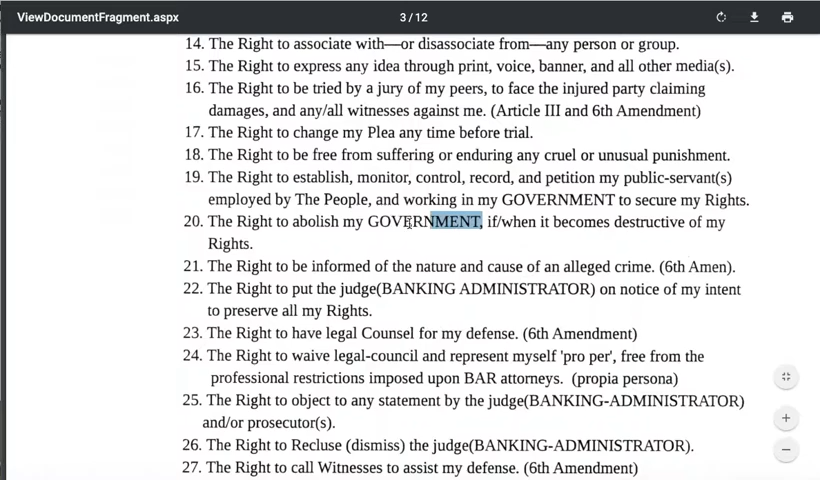 ViewDocumentFragment.aspx
3 / 12
14. The Right to associate with—or disassociate from—any person or group.
15. The Right to express any idea through print, voice, banner, and all other media(s).
16. The Right to be tried by a jury of my peers, to face the injured party claiming
damages, and any/all witnesses against me. (Article III and 6th Amendment)
17. The Right to change my Plea any time before trial.
18. The Right to be free from suffering or enduring any cruel or unusual punishment.
19. The Right to establish, monitor, control, record, and petition my public-servant(s)
employed by The People, and working in my GOVERNMENT to secure my Rights.
20. The Right to abolish my GOVERNMENT, if/when it becomes destructive of my
Rights.
21. The Right to be informed of the nature and cause of an alleged crime. (6th Amen).
22. The Right to put the judge(BANKING ADMINISTRATOR) on notice of my intent
to preserve all my Rights.
23. The Right to have legal Counsel for my defense. (6th Amendment)
24. The Right to waive legal-council and represent myself 'pro per', free from the
professional restrictions imposed upon BAR attorneys. (propia persona)
25. The Right to object to any statement by the judge(BANKING-ADMINISTRATOR)
and/or prosecutor(s).
26. The Right to Recluse (dismiss) the judge(BANKING-ADMINISTRATOR).
27. The Right to call Witnesses to assist my defense. (6th Amendment)